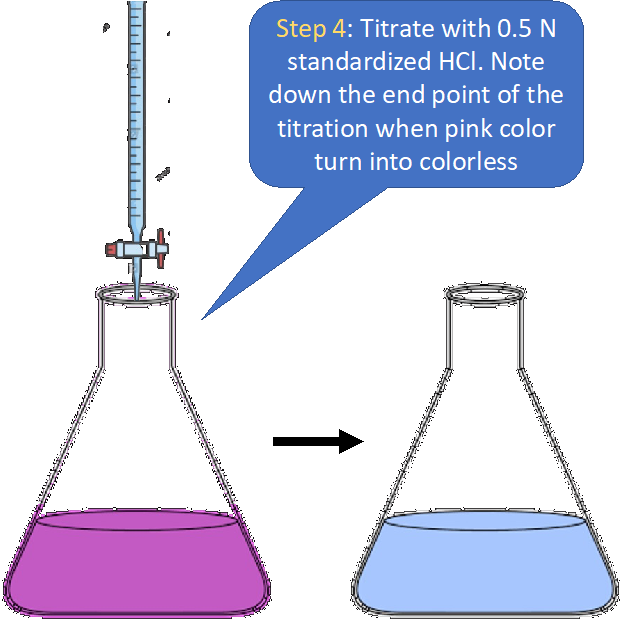 Step 4: Titrate with 0.5 N
standardized HCl. Note
down the end point of the
titration when pink color
turn into colorless